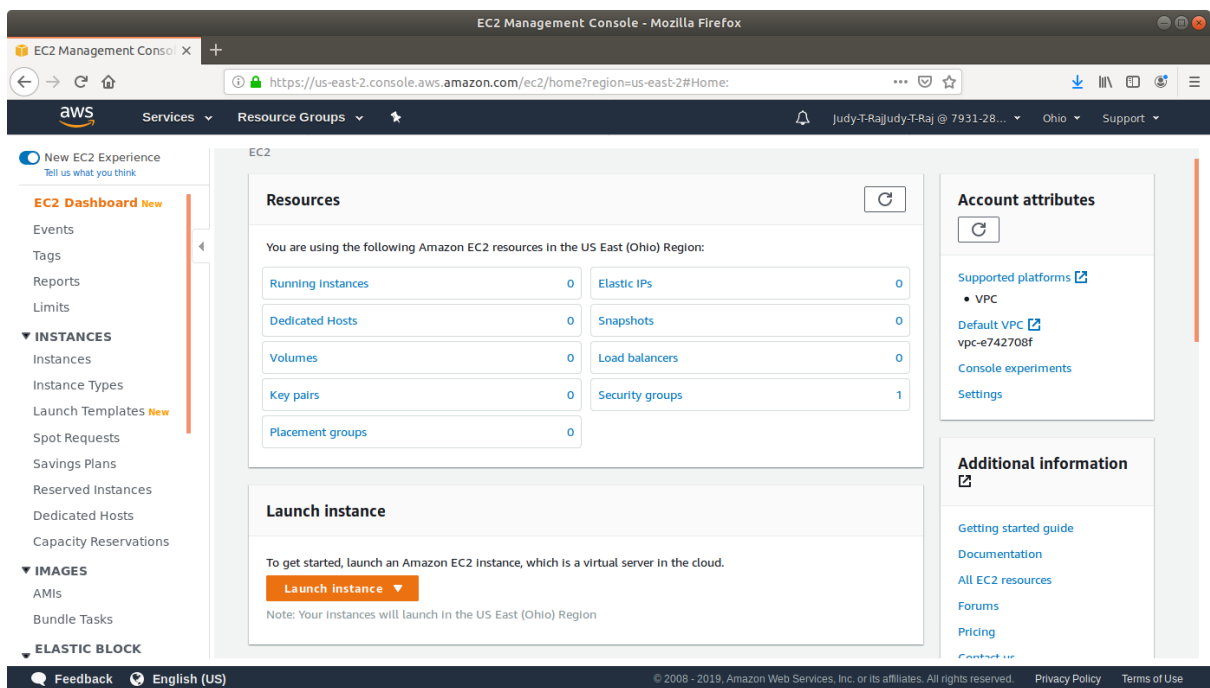 EC2 Management Console - Mozilla Firefox
EC2 Management Consol
https://us-east-2.console.aws.amazon.com/ec2/home?region=us-east-2#Home:
aws
Services
Resource Groups
Judy-T-RajJudy-T-Raj @ 7931-28...
Ohio
Support
New EC2 Experience
Tell us what you think
EC2 Dashboard New
Events
Tags
Reports
Limits
INSTANCES
Instances
Instance Types
Launch Templates New
Spot Requests
Savings Plans
Reserved Instances
Dedicated Hosts
Capacity Reservations
IMAGES
AMIs
Bundle Tasks
ELASTIC BLOCK
EC2
Resources
You are using the following Amazon EC2 resources in the US East (Ohio) Region:
Running instances 0
Elastic IPs 0
Dedicated Hosts 0
Snapshots 0
Volumes 0
Load balancers 0
Key pairs 0
Security groups 1
Placement groups 0
Launch instance
To get started, launch an Amazon EC2 instance, which is a virtual server in the cloud.
Launch instance
Note: Your instances will launch in the US East (Ohio) Region
Account attributes
Supported platforms
• VPC
Default VPC
vpc-e742708f
Console experiments
Settings
Additional information
Getting started guide
Documentation
All EC2 resources
Forums
Pricing
Contact us
Feedback
English (US)
© 2008 - 2019, Amazon Web Services, Inc. or its affiliates. All rights reserved.
Privacy Policy
Terms of Use